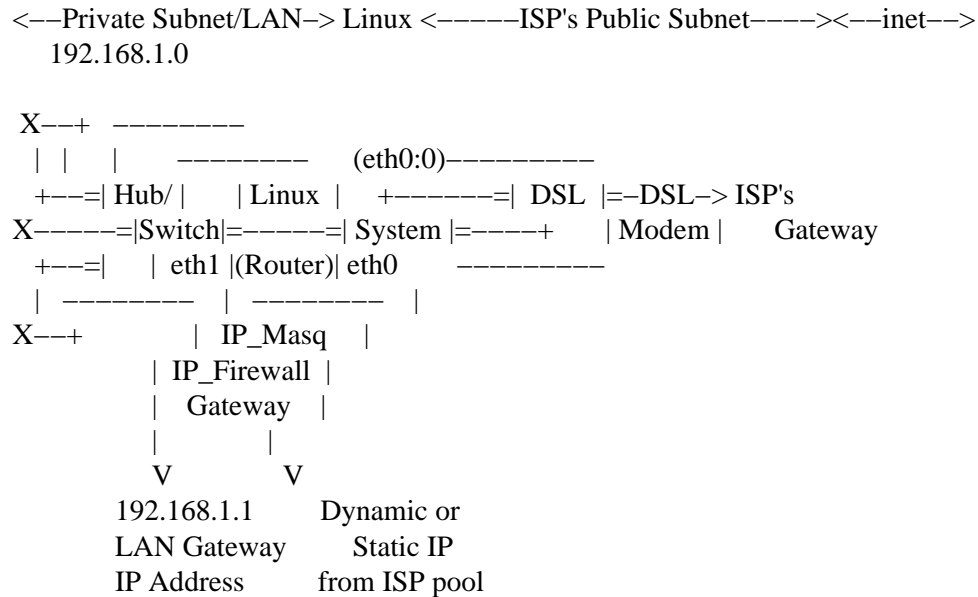 <−−Private Subnet/LAN−> Linux <−−−−−ISP's Public Subnet−−−−><−−inet−−>
192.168.1.0
X−−+ −−−−−−−−
| | | −−−−−−−− (eth0:0)−−−−−−−−−
+−−=| Hub/ | | Linux | +−−−−−−=| DSL |=−DSL−> ISP's
X−−−−−=|Switch|=−−−−−=| System |=−−−−+ | Modem | Gateway
+−−=| | eth1 |(Router)| eth0 −−−−−−−−−
| −−−−−−−− | −−−−−−−− |
X−−+ | IP_Masq |
| IP_Firewall |
| Gateway |
| |
V V
192.168.1.1 Dynamic or
LAN Gateway Static IP
IP Address from ISP pool